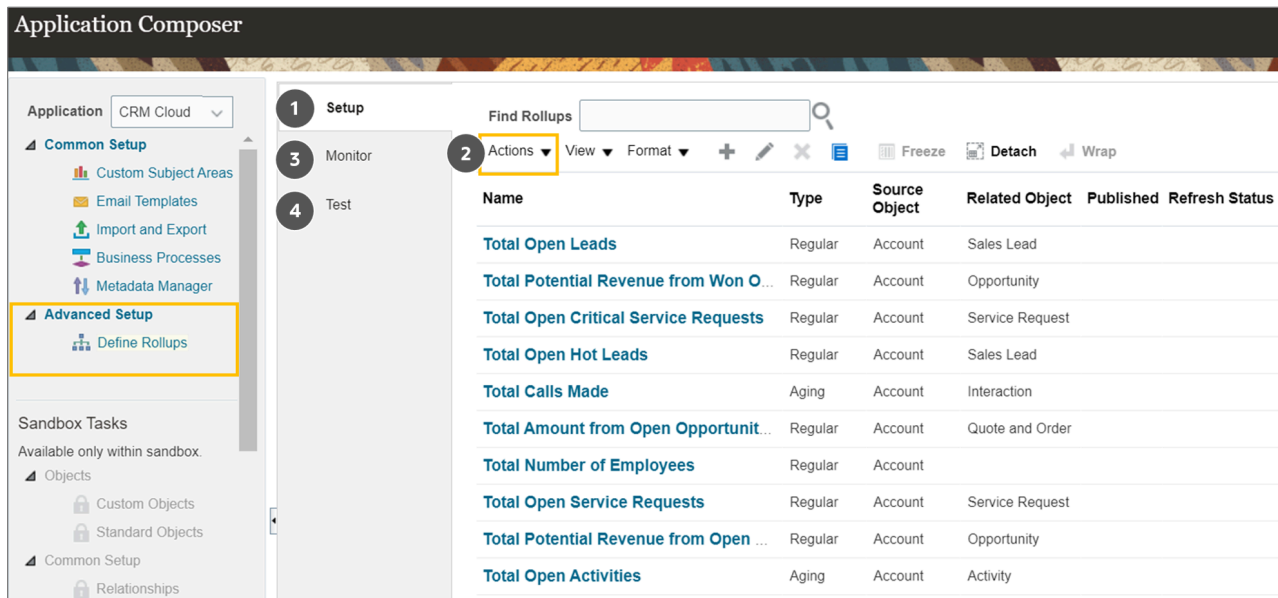 Application Composer
Application CRM Cloud
Common Setup
Custom Subject Areas
Email Templates
Import and Export
Business Processes
Metadata Manager
Advanced Setup
Define Rollups
Sandbox Tasks
Available only within sandbox.
Objects
Custom Objects
Standard Objects
Common Setup
Relationships
1 Setup
3 Monitor
4 Test
Find Rollups
2 Actions View Format Freeze Detach Wrap
Name Type Source Object Related Object Published Refresh Status
Total Open Leads Regular Account Sales Lead
Total Potential Revenue from Won O... Regular Account Opportunity
Total Open Critical Service Requests Regular Account Service Request
Total Open Hot Leads Regular Account Sales Lead
Total Calls Made Aging Account Interaction
Total Amount from Open Opportunit... Regular Account Quote and Order
Total Number of Employees Regular Account
Total Open Service Requests Regular Account Service Request
Total Potential Revenue from Open ... Regular Account Opportunity
Total Open Activities Aging Account Activity